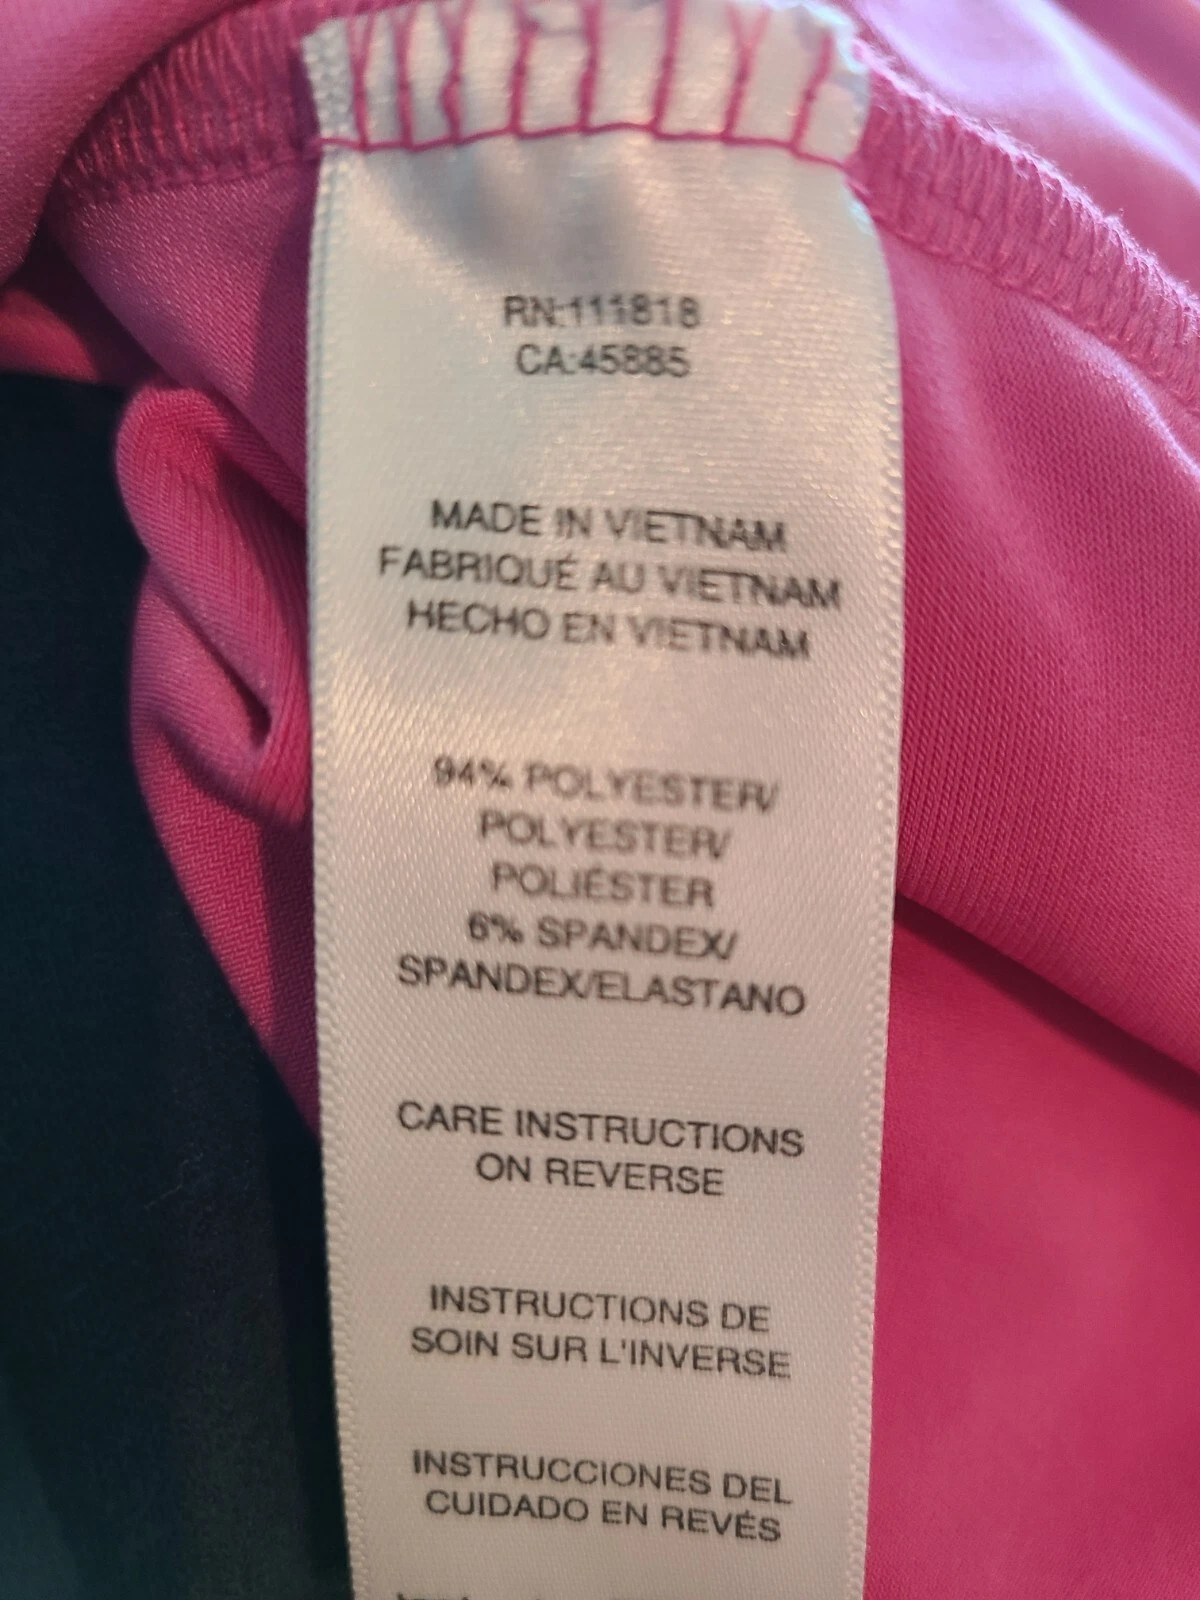 RN:111818
CA:45885
MADE IN VIETNAM
FABRIQUÉ AU VIETNAM
HECHO EN VIETNAM
94% POLYESTER/
POLYESTER/
POLIÉSTER
6% SPANDEX/
SPANDEX/ELASTANO
CARE INSTRUCTIONS
ON REVERSE
INSTRUCTIONS DE
SOIN SUR L'INVERSE
INSTRUCCIONES DEL
CUIDADO EN REVÉS